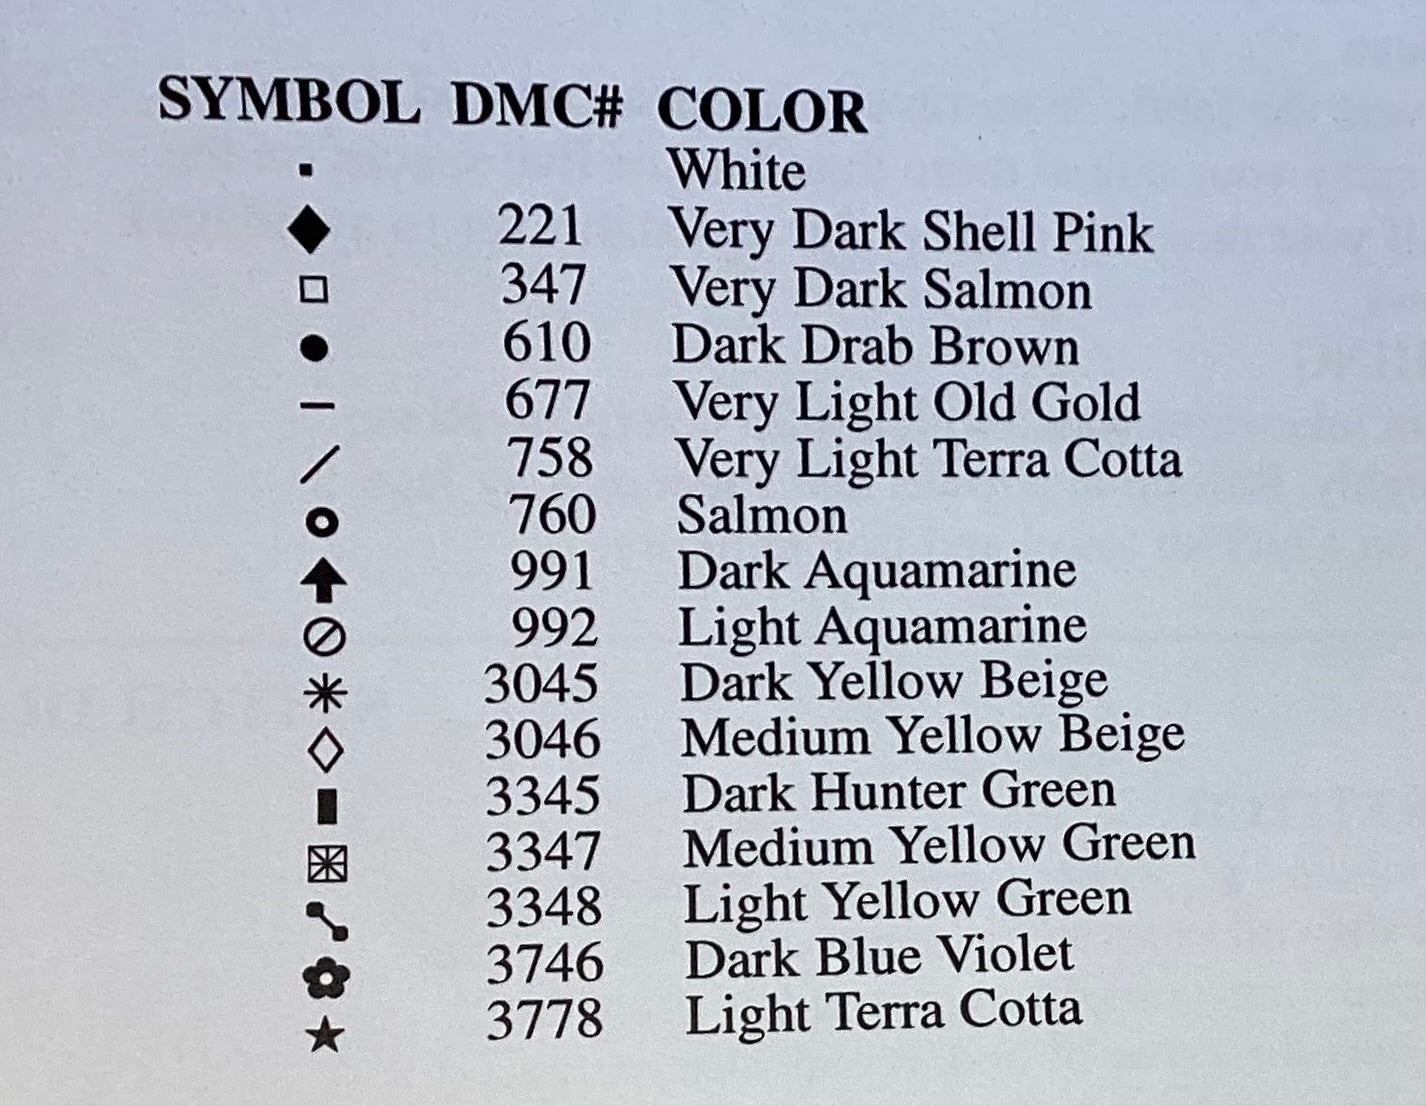 SYMBOL DMC# COLOR
▪ White
◆ 221 Very Dark Shell Pink
□ 347 Very Dark Salmon
● 610 Dark Drab Brown
— 677 Very Light Old Gold
/ 758 Very Light Terra Cotta
760 Salmon
991 Dark Aquamarine
992 Light Aquamarine
3045 Dark Yellow Beige
◇ 3046 Medium Yellow Beige
3345 Dark Hunter Green
3347 Medium Yellow Green
3348 Light Yellow Green
3746 Dark Blue Violet
★ 3778 Light Terra Cotta